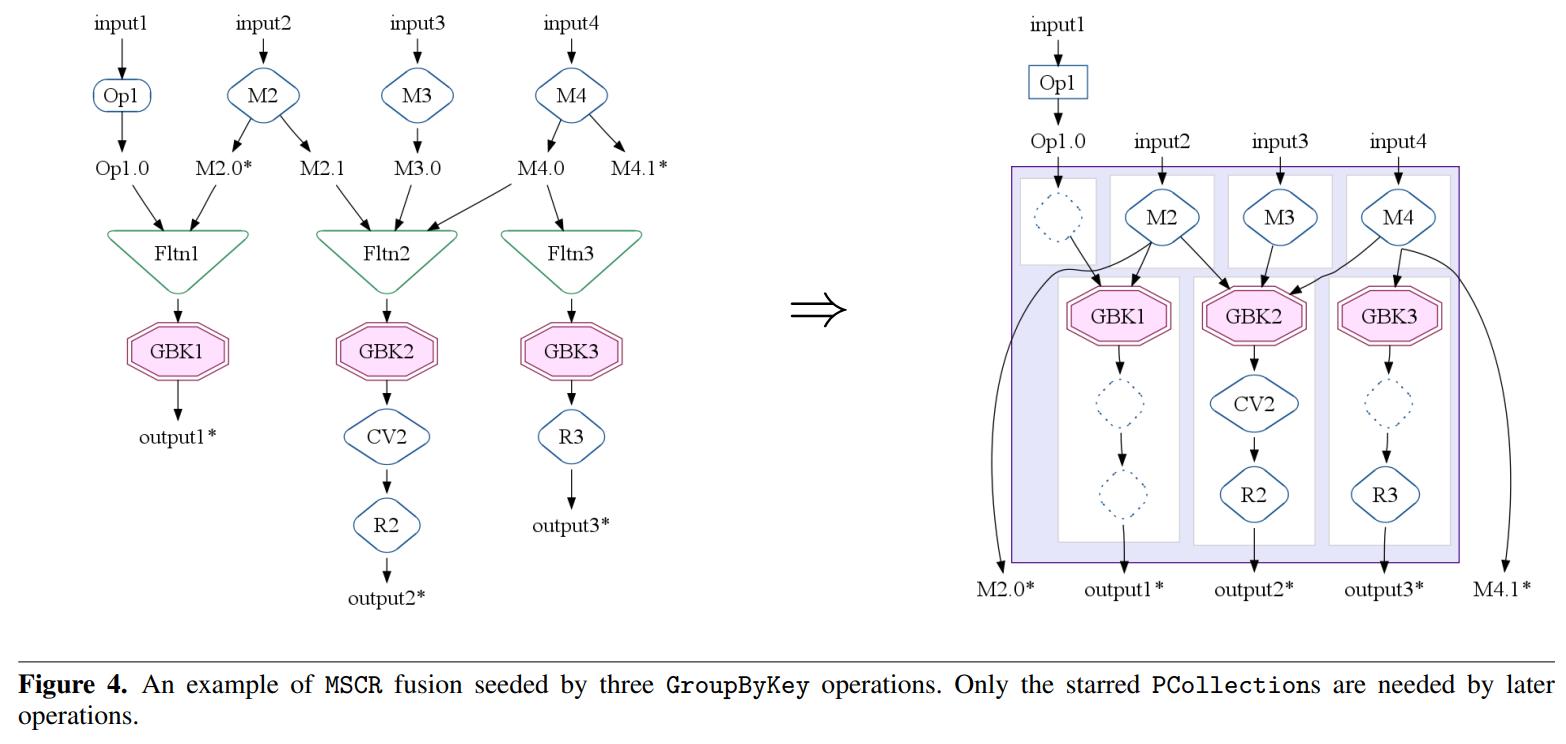 input1 input2 input3 input4
Op1 M2 M3 M4
Op1.0 M2.0* M2.1 M3.0 M4.0 M4.1*
Fltn1 Fltn2 Fltn3
GBK1 GBK2 GBK3
output1* CV2 R3
R2 output3*
output2*
⇒
input1
Op1
Op1.0 input2 input3 input4
M2 M3 M4
GBK1 GBK2 GBK3
CV2
R2 R3
M2.0* output1* output2* output3* M4.1*
Figure 4. An example of MSCR fusion seeded by three GroupByKey operations. Only the starred PCollections are needed by later
operations.